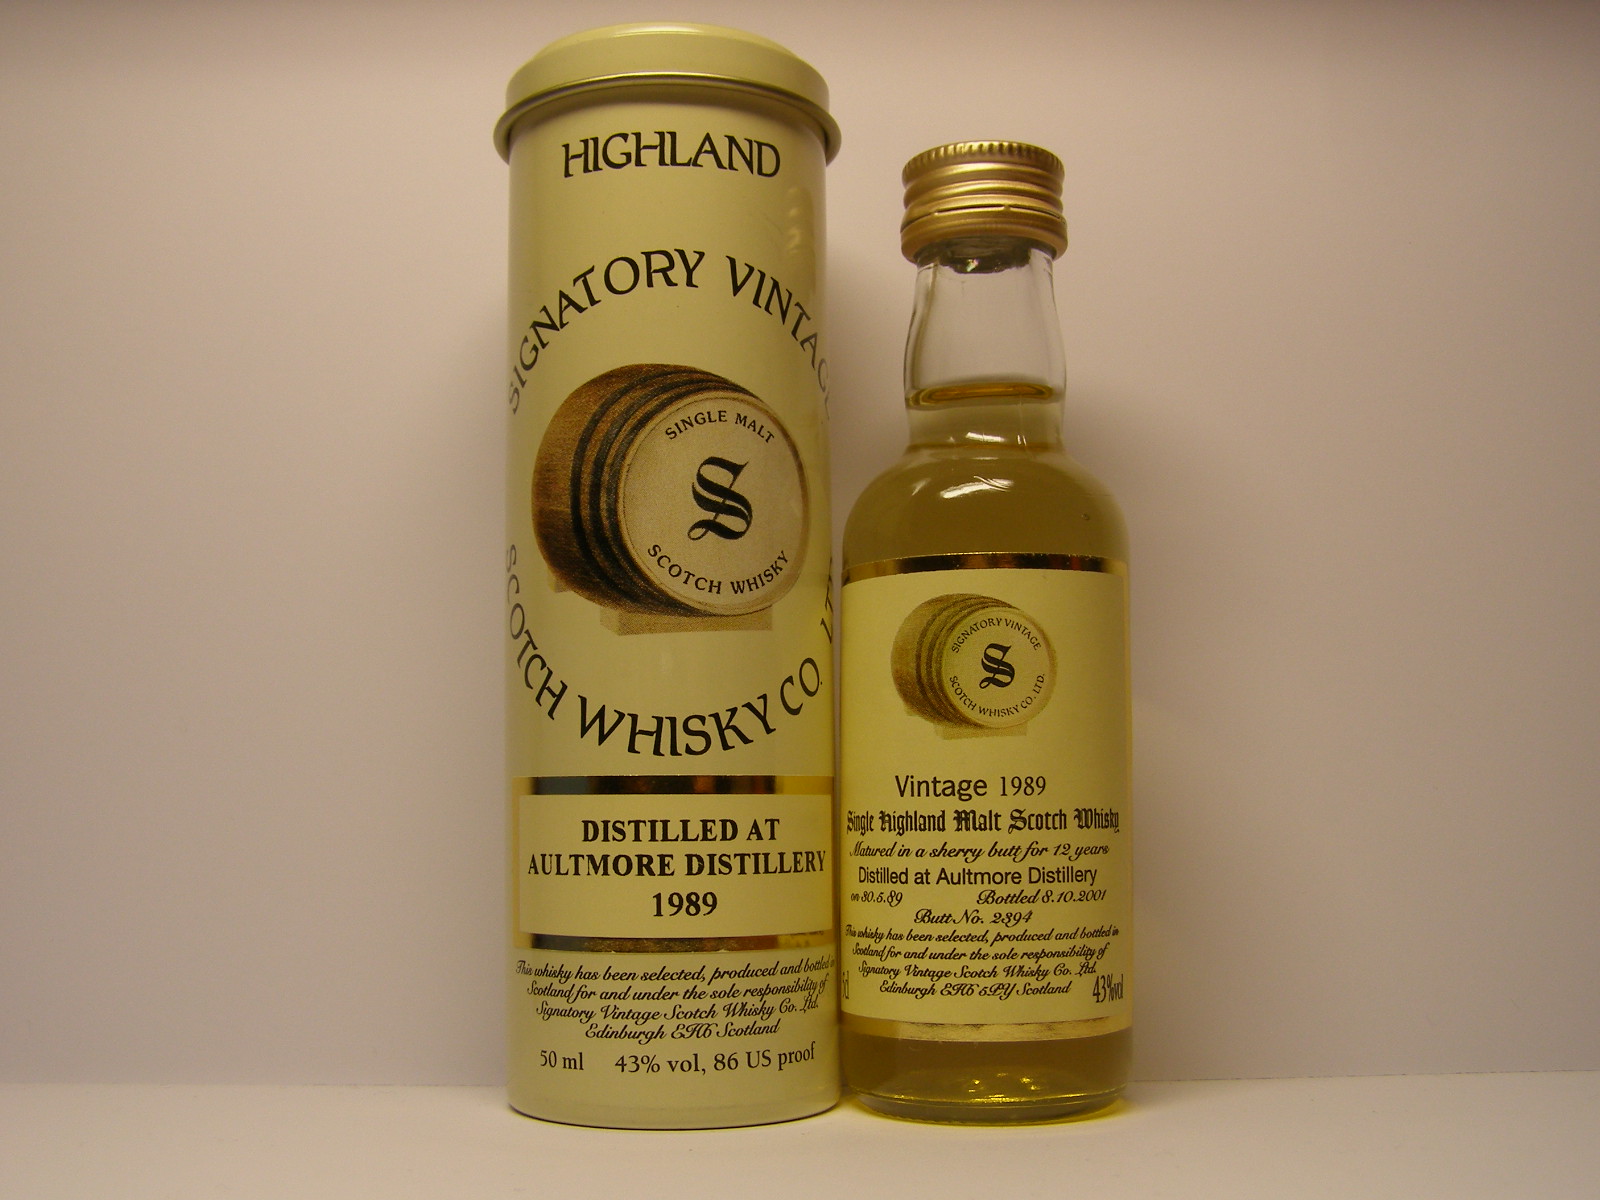 HIGHLAND
SIGNATORY VINTAGE
SINGLE MALT
S
SCOTCH WHISKY
SCOTCH WHISKY CO.
DISTILLED AT
AULTMORE DISTILLERY
1989
This whisky has been selected, produced and bottled in
Scotland for and under the sole responsibility of
Signatory Vintage Scotch Whisky Co. Ltd.
Edinburgh EH6 Scotland
50 ml 43% vol, 86 US proof
SIGNATORY VINTAGE
S
SCOTCH WHISKY CO. LTD.
Vintage 1989
Single Highland Malt Scotch Whisky
Matured in a sherry butt for 12 years
Distilled at Aultmore Distillery
on 30.5.89 Bottled 8.10.2001
Butt No. 2394
This whisky has been selected, produced and bottled in
Scotland for and under the sole responsibility of
Signatory Vintage Scotch Whisky Co. Ltd.
Edinburgh EH6 5PY Scotland
5cl 43%vol